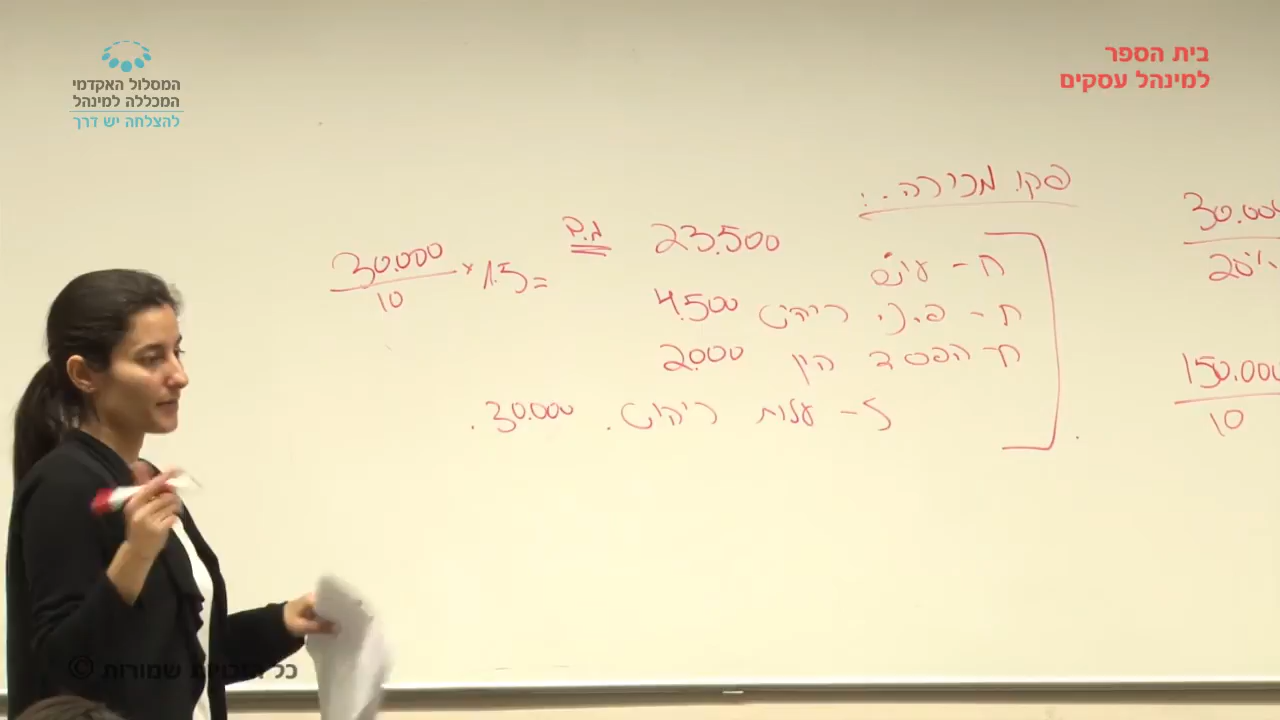 המסלול האקדמי
המכללה למינהל
להצלחה יש דרך
בית הספר
למינהל עסקים
פקו. מכירה..:
ח - 23.500
ח - פ.נ. ריהוט 4.500
ח - הפסד הון 2000
ז - עלות ריהוט. 30.000.
30.000
10
* 1.5 =
30.000
150.000
10
כל הזכויות שמורות ©